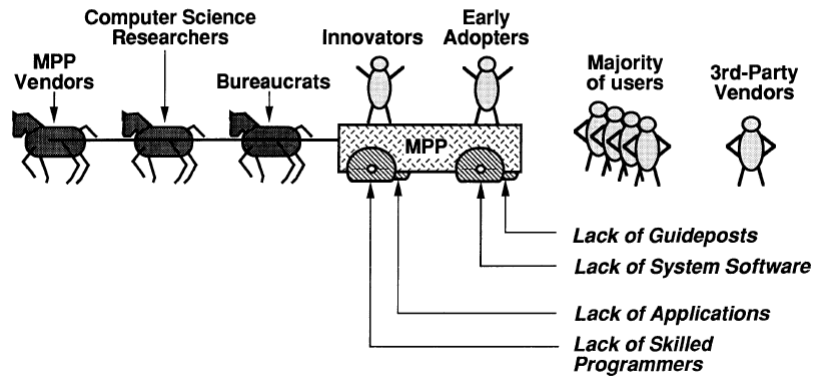 MPP
Vendors
Computer Science
Researchers
Bureaucrats
Innovators
Early
Adopters
Majority
of users
3rd-Party
Vendors
MPP
Lack of Guideposts
Lack of System Software
Lack of Applications
Lack of Skilled
Programmers